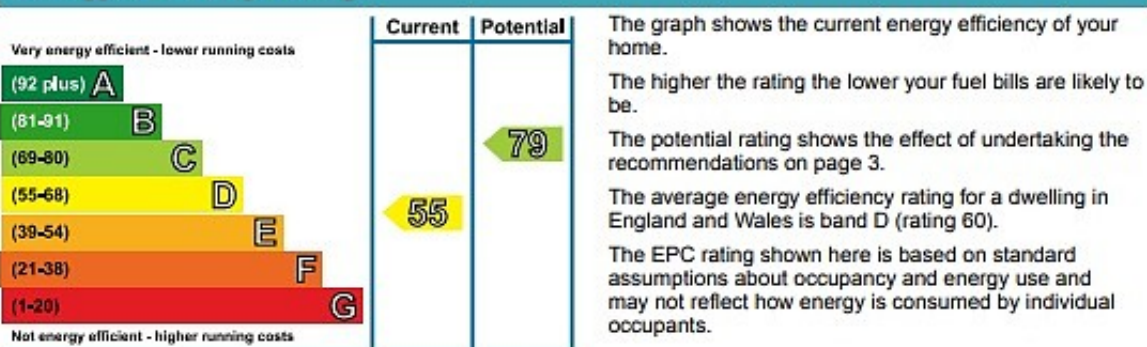 Current Potential
Very energy efficient - lower running costs
(92 plus) A
(81-91) B
(69-80) C
(55-68) D
(39-54) E
(21-38) F
(1-20) G
Not energy efficient - higher running costs
55
79
The graph shows the current energy efficiency of your
home.
The higher the rating the lower your fuel bills are likely to
be.
The potential rating shows the effect of undertaking the
recommendations on page 3.
The average energy efficiency rating for a dwelling in
England and Wales is band D (rating 60).
The EPC rating shown here is based on standard
assumptions about occupancy and energy use and
may not reflect how energy is consumed by individual
occupants.